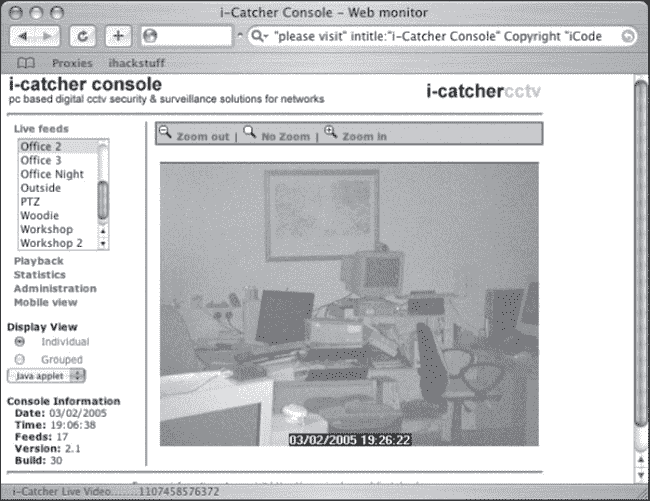 i-Catcher Console - Web monitor
"please visit" intitle:"i-Catcher Console" Copyright "iCode
Proxies ihackstuff
i-catcher console
pc based digital cctv security & surveillance solutions for networks
i-catchercctv
Live feeds
Office 2
Office 3
Office Night
Outside
PTZ
Woodie
Workshop
Workshop 2
Playback
Statistics
Administration
Mobile view
Display View
Individual
Grouped
Java applet
Console Information
Date: 03/02/2005
Time: 19:06:38
Feeds: 17
Version: 2.1
Build: 30
Zoom out | No Zoom | Zoom In
03/02/2005 19:26:22
i-Catcher Live Video.......1107458576372